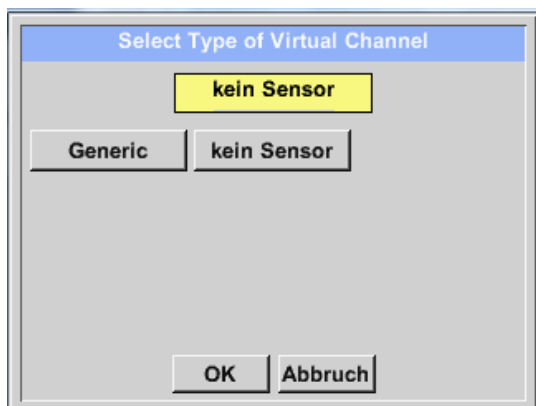 Select Type of Virtual Channel
kein Sensor
Generic kein Sensor
OK Abbruch